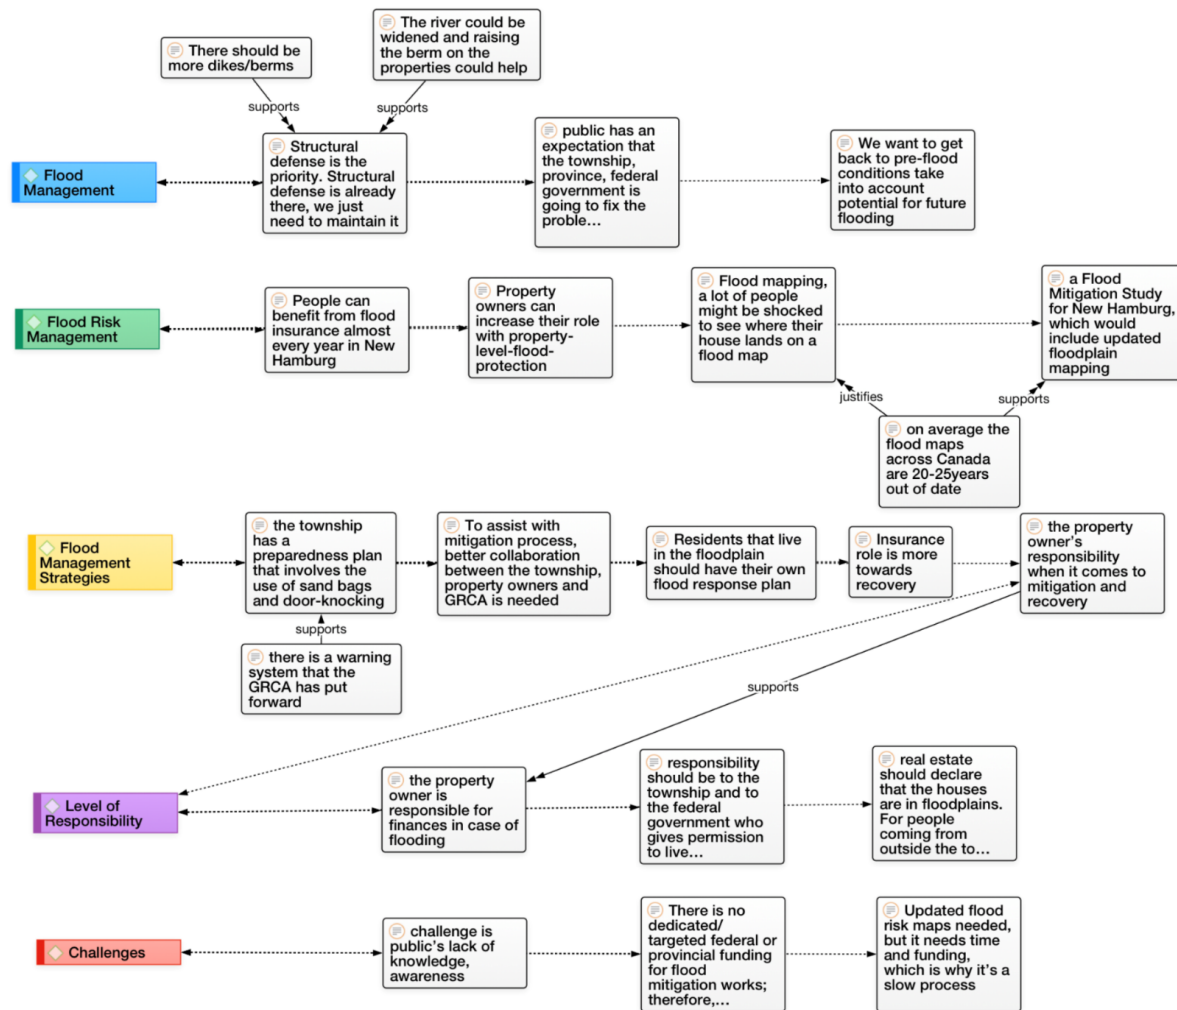 There should be
more dikes/berms
The river could be
widened and raising
the berm on the
properties could help
supports
supports
Flood
Management
Structural
defense is the
priority. Structural
defense is already
there, we just
need to maintain it
public has an
expectation that
the township,
province, federal
government is
going to fix the
proble…
We want to get
back to pre-flood
conditions take
into account
potential for future
flooding
Flood Risk
Management
People can
benefit from flood
insurance almost
every year in New
Hamburg
Property
owners can
increase their role
with property-
level-flood-
protection
Flood mapping,
a lot of people
might be shocked
to see where their
house lands on a
flood map
a Flood
Mitigation Study
for New Hamburg,
which would
include updated
floodplain
mapping
justifies
supports
on average the
flood maps
across Canada
are 20-25years
out of date
Flood
Management
Strategies
the township
has a
preparedness plan
that involves the
use of sand bags
and door-knocking
To assist with
mitigation process,
better collaboration
between the township,
property owners and
GRCA is needed
Residents that live
in the floodplain
should have their own
flood response plan
Insurance
role is more
towards
recovery
the property
owner's
responsibility
when it comes to
mitigation and
recovery
supports
there is a warning
system that the
GRCA has put
forward
supports
Level of
Responsibility
the property
owner is
responsible for
finances in case of
flooding
responsibility
should be to the
township and to
the federal
government who
gives permission
to live…
real estate
should declare
that the houses
are in floodplains.
For people
coming from
outside the to…
Challenges
challenge is
public's lack of
knowledge,
awareness
There is no
dedicated/
targeted federal or
provincial funding
for flood
mitigation works;
therefore,…
Updated flood
risk maps needed,
but it needs time
and funding,
which is why it's a
slow process